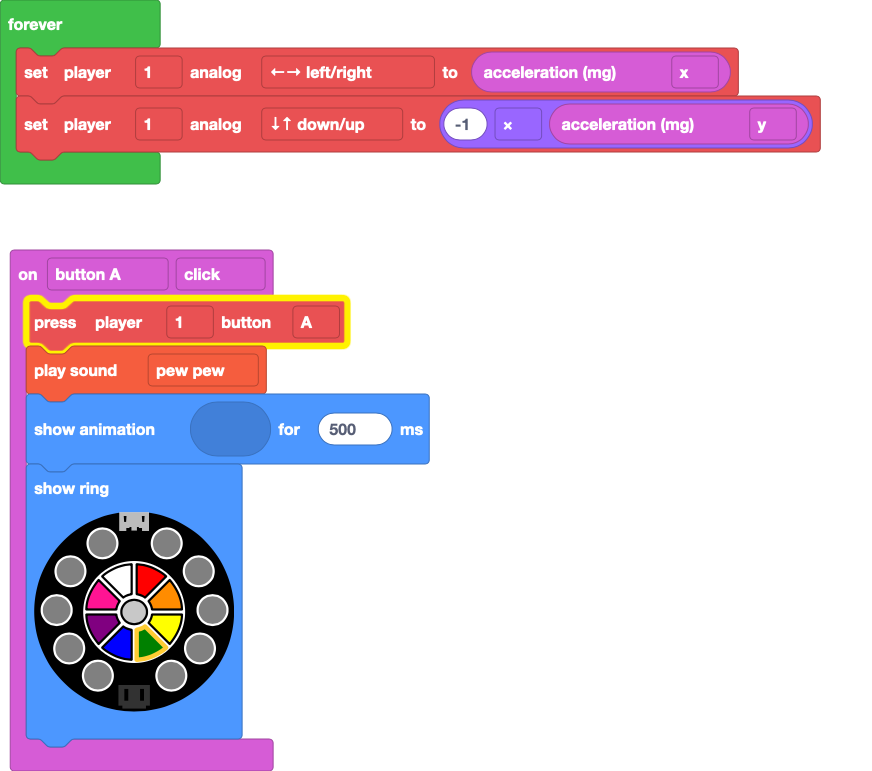 forever
set player 1 analog ←→ left/right to acceleration (mg) x
set player 1 analog ↓↑ down/up to -1 × acceleration (mg) y
on button A click
press player 1 button A
play sound pew pew
show animation for 500 ms
show ring